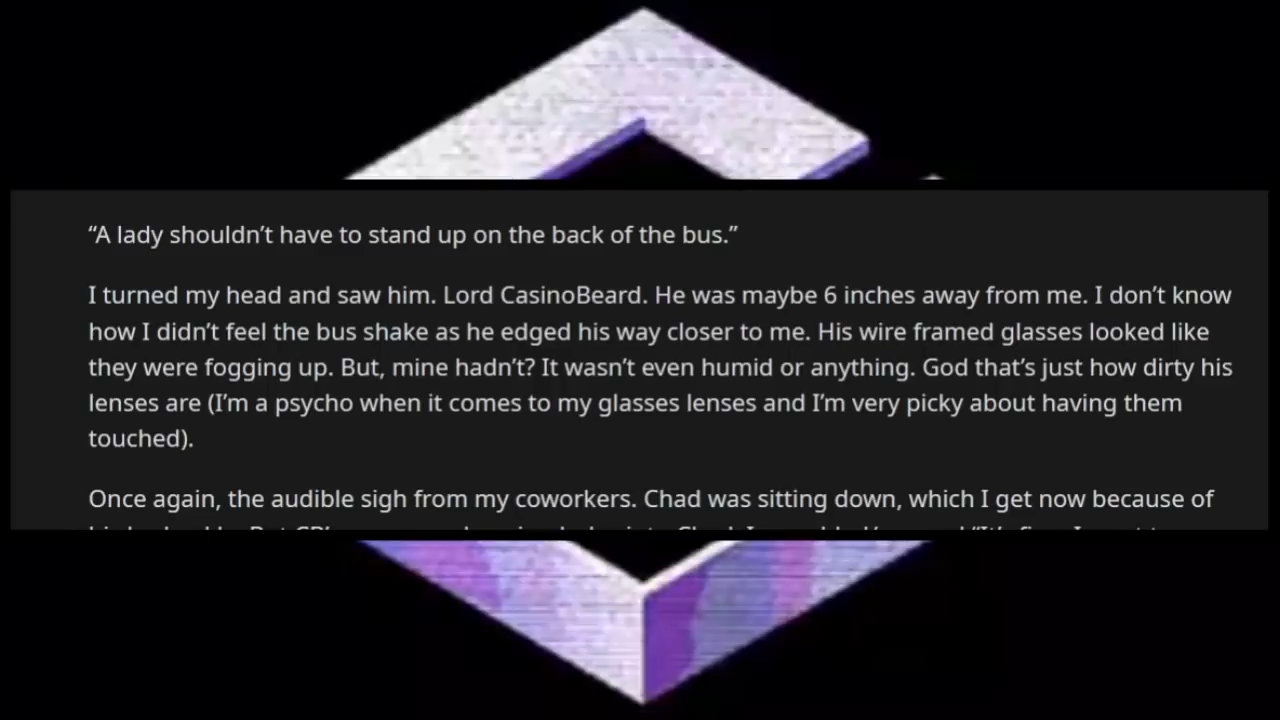 “A lady shouldn’t have to stand up on the back of the bus.”
I turned my head and saw him. Lord CasinoBeard. He was maybe 6 inches away from me. I don’t know
how I didn’t feel the bus shake as he edged his way closer to me. His wire framed glasses looked like
they were fogging up. But, mine hadn’t? It wasn’t even humid or anything. God that’s just how dirty his
lenses are (I’m a psycho when it comes to my glasses lenses and I’m very picky about having them
touched).
Once again, the audible sigh from my coworkers. Chad was sitting down, which I get now because of